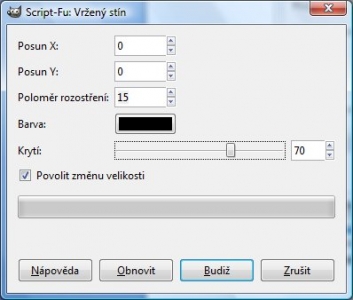 Script-Fu: Vržený stín
Posun X: 0
Posun Y: 0
Poloměr rozostření: 15
Barva:
Krytí: 70
Povolit změnu velikosti
Nápověda Obnovit Budiž Zrušit